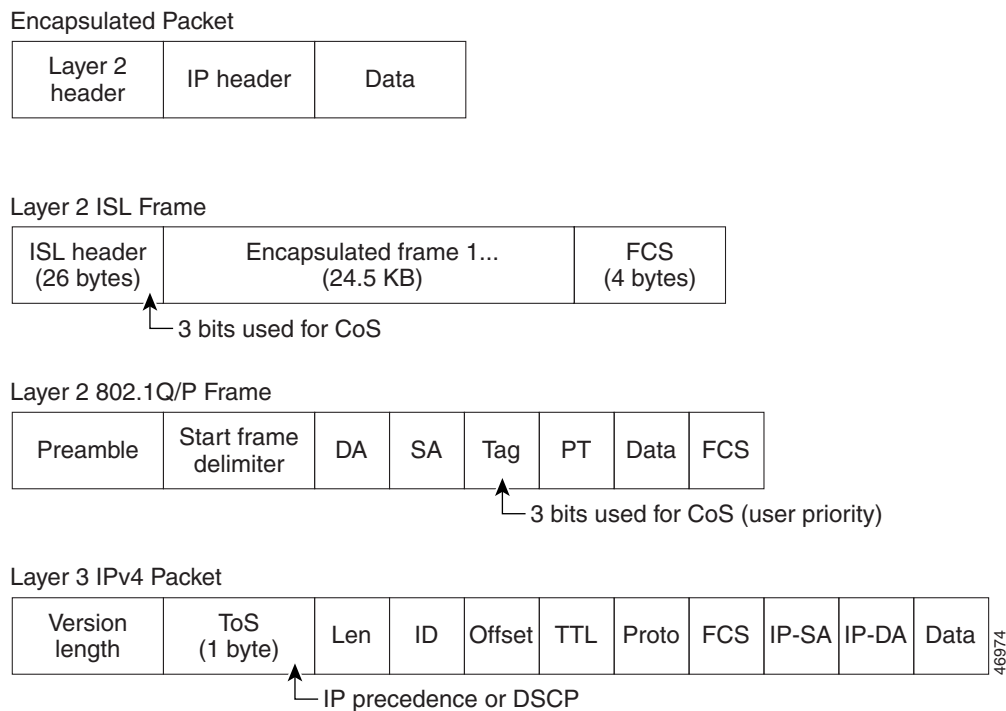 Encapsulated Packet
Layer 2
header
IP header
Data
Layer 2 ISL Frame
ISL header
(26 bytes)
Encapsulated frame 1...
(24.5 KB)
FCS
(4 bytes)
3 bits used for CoS
Layer 2 802.1Q/P Frame
Preamble
Start frame
delimiter
DA
SA
Tag
PT
Data
FCS
3 bits used for CoS (user priority)
Layer 3 IPv4 Packet
Version
length
ToS
(1 byte)
Len
ID
Offset
TTL
Proto
FCS
IP-SA
IP-DA
Data
IP precedence or DSCP
46974